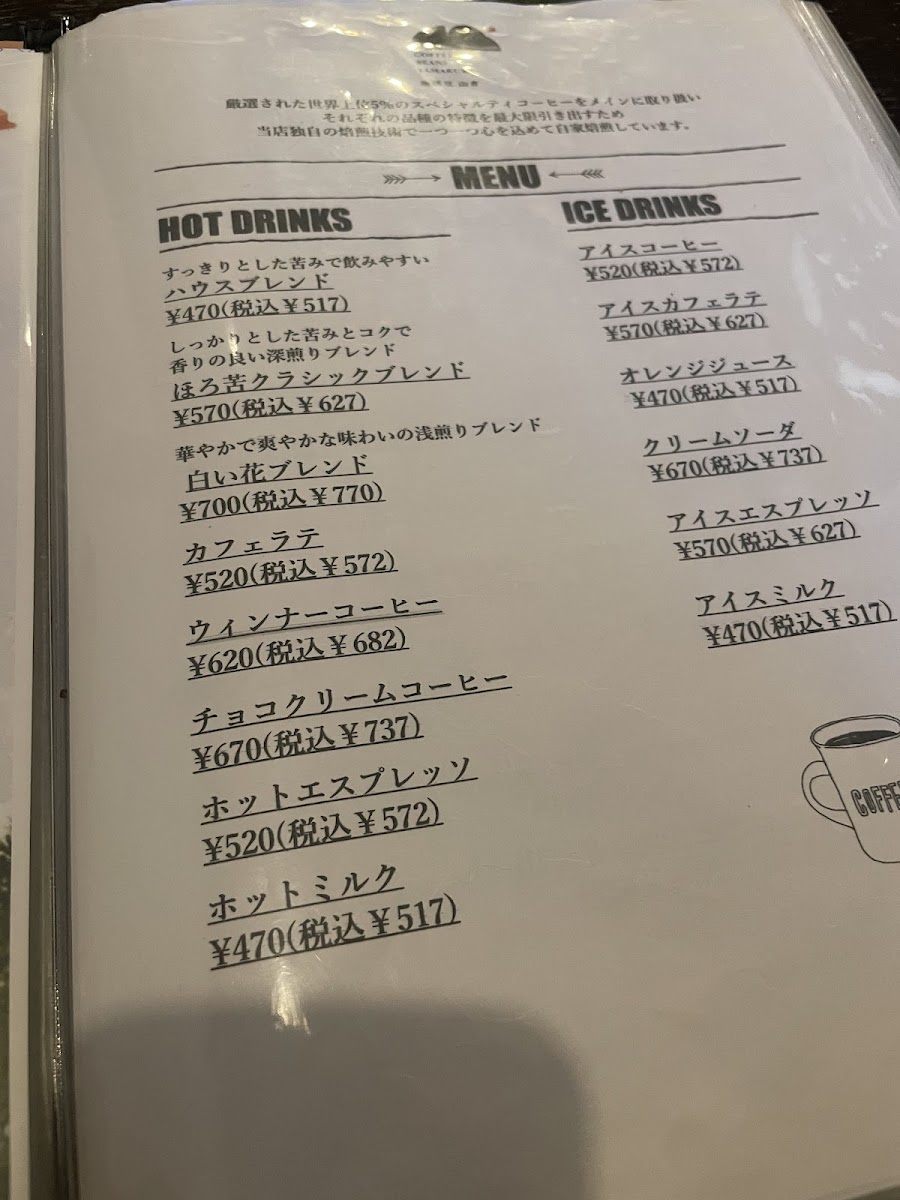 厳選された世界上位5%のスペシャルティコーヒーをメインに取り扱い
それぞれの品種の特徴を最大限引き出すため
当店独自の焙煎技術で一つ一つ心を込めて自家焙煎しています。
MENU
HOT DRINKS
すっきりとした苦みで飲みやすい
ハウスブレンド
¥470(税込¥517)
しっかりとした苦みとコクで
香りの良い深煎りブレンド
ほろ苦クラシックブレンド
¥570(税込¥627)
華やかで爽やかな味わいの浅煎りブレンド
白い花ブレンド
¥700(税込¥770)
カフェラテ
¥520(税込¥572)
ウィンナーコーヒー
¥620(税込¥682)
チョコクリームコーヒー
¥670(税込¥737)
ホットエスプレッソ
¥520(税込¥572)
ホットミルク
¥470(税込¥517)
ICE DRINKS
アイスコーヒー
¥520(税込¥572)
アイスカフェラテ
¥570(税込¥627)
オレンジジュース
¥470(税込¥517)
クリームソーダ
¥670(税込¥737)
アイスエスプレッソ
¥570(税込¥627)
アイスミルク
¥470(税込¥517)